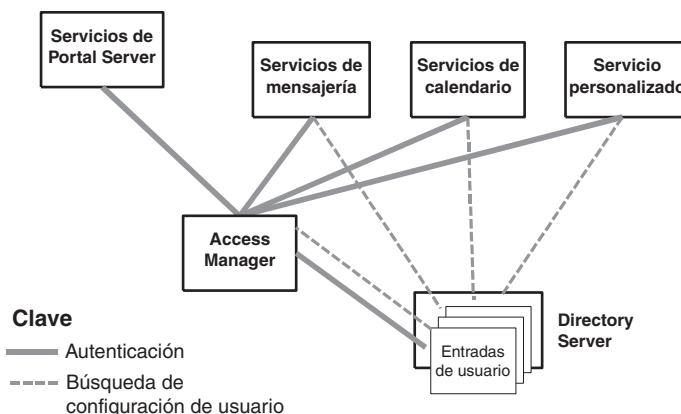 Servicios de
Portal Server
Servicios de
mensajería
Servicios de
calendario
Servicio
personalizado
Access
Manager
Directory
Server
Entradas
de usuario
Clave
Autenticación
Búsqueda de
configuración de usuario